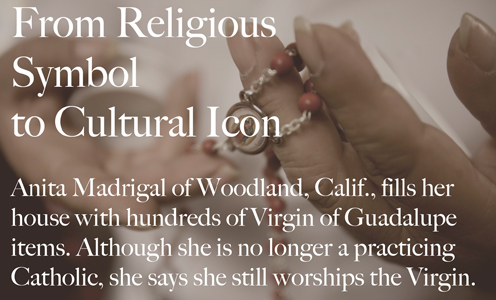 From Religious
Symbol
to Cultural Icon
Anita Madrigal of Woodland, Calif., fills her
house with hundreds of Virgin of Guadalupe
items. Although she is no longer a practicing
Catholic, she says she still worships the Virgin.